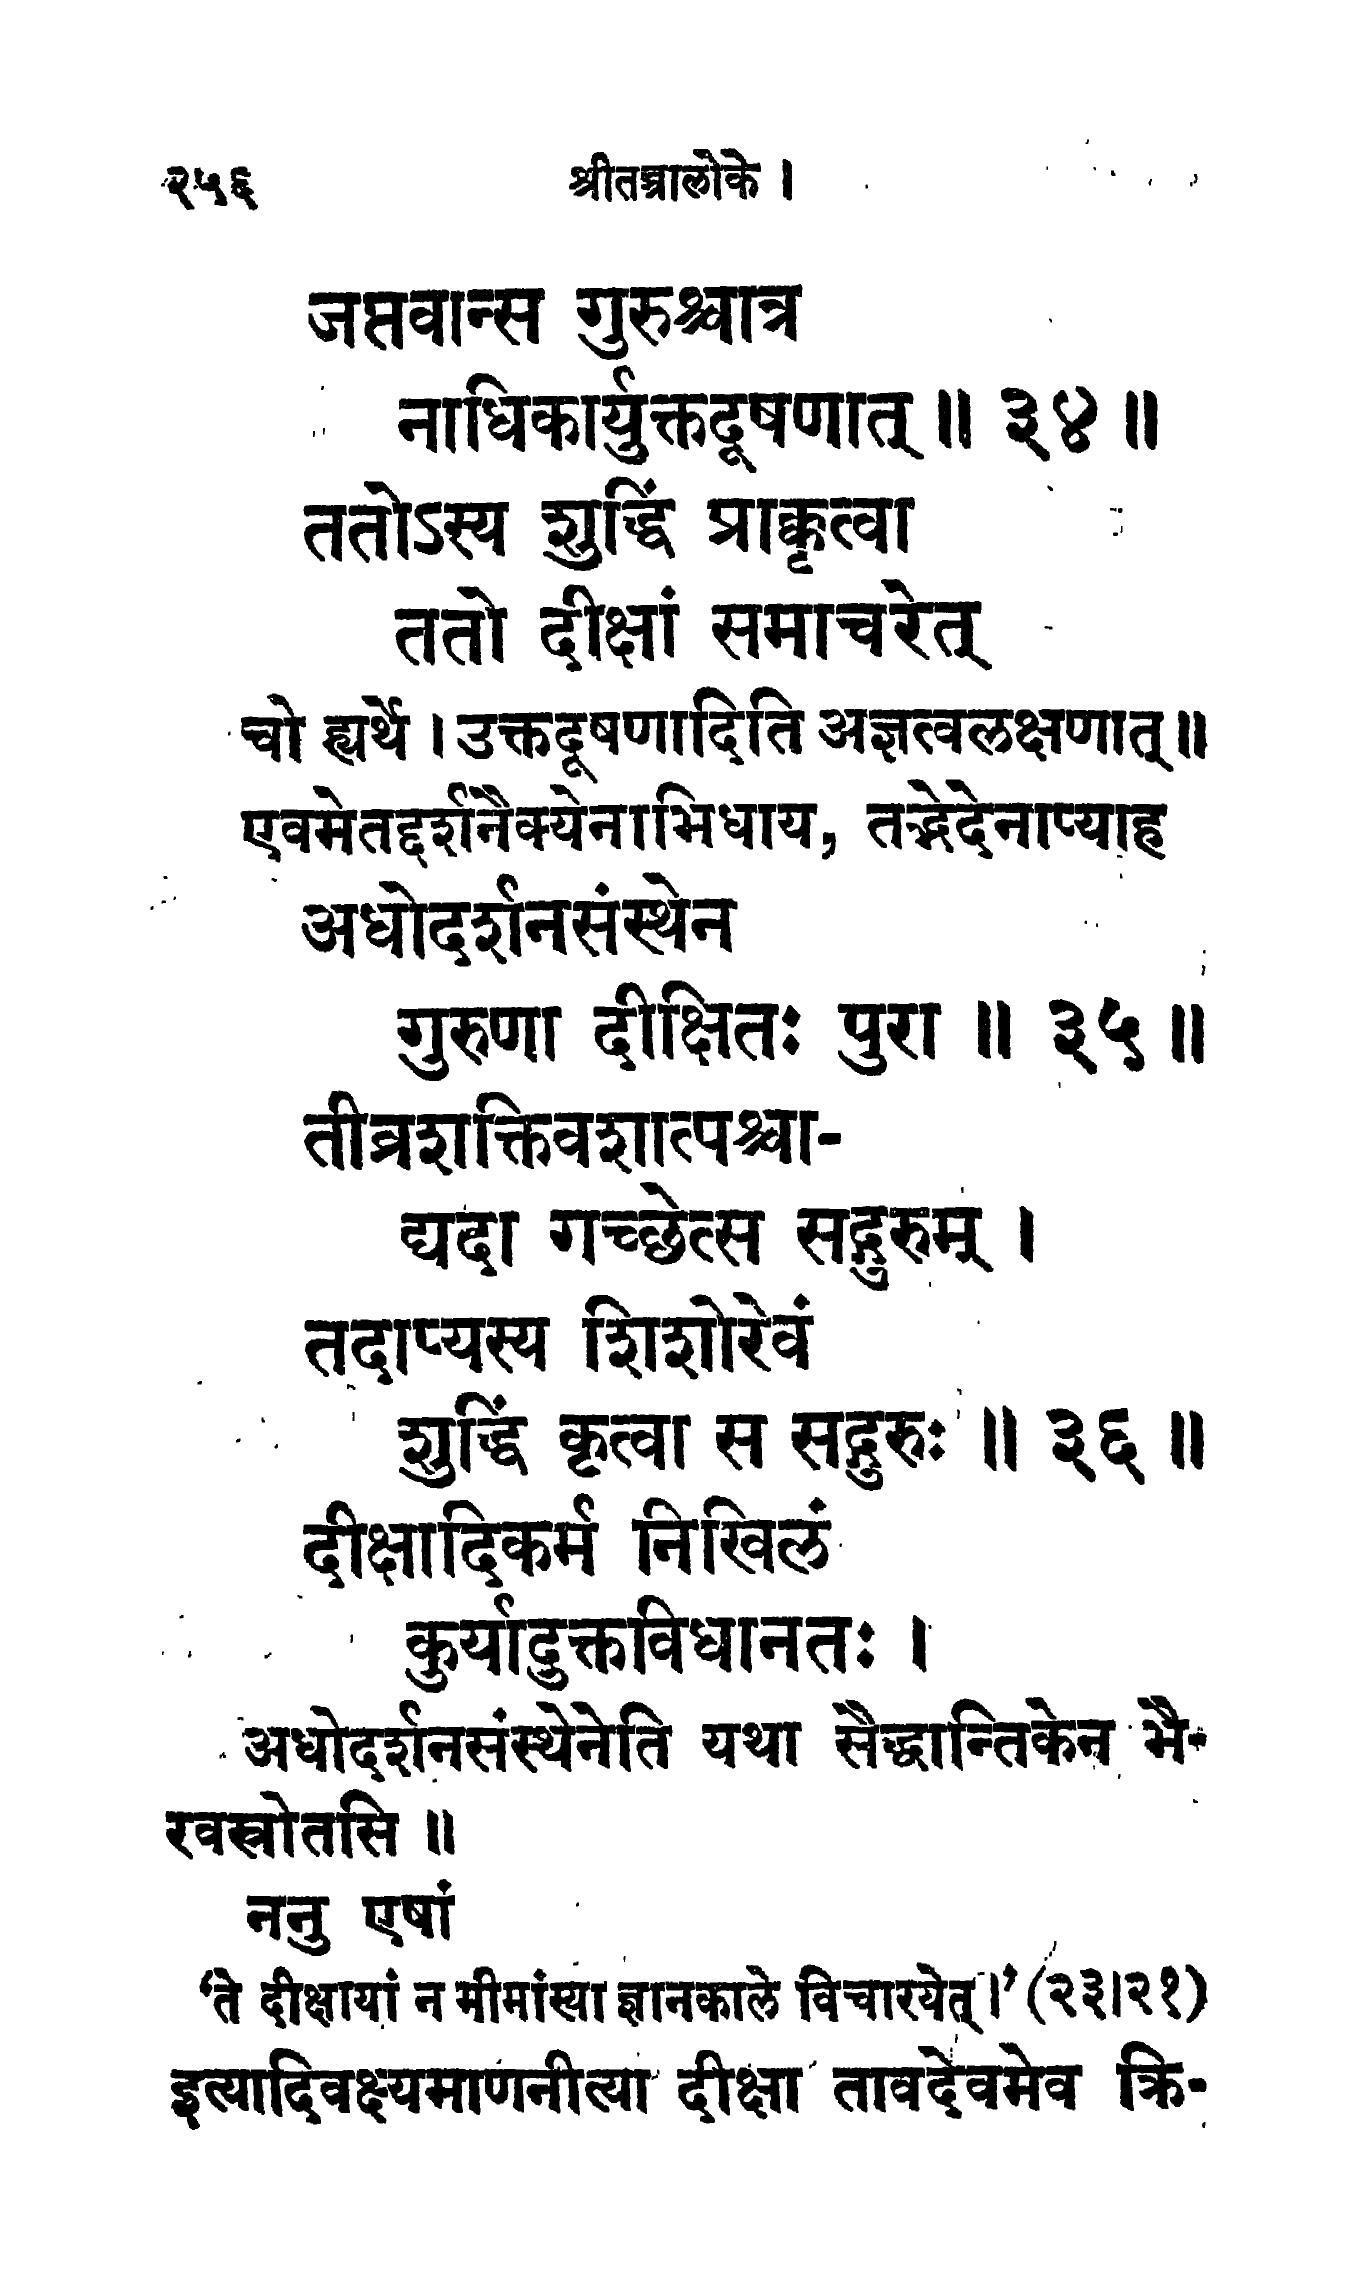 २५६ श्रीतन्त्रालोके ।
जप्तवान्स गुरुश्चात्र
नाधिकार्युक्तदूषणात् ॥ ३४ ॥
ततोऽस्य शुद्धिं प्राक्कृत्वा
ततो दीक्षां समाचरेत्
चो ह्यर्थे । उक्तदूषणादिति अज्ञत्वलक्षणात् ॥
एवमेतद्दर्शनैक्येनाभिधाय, तद्भेदेनाप्याह
अधोदर्शनसंस्थेन
गुरुणा दीक्षितः पुरा ॥ ३५ ॥
तीव्रशक्तिवशात्पश्चा-
द्यदा गच्छेत्स सद्गुरुम् ।
तदाप्यस्य शिशोरेवं
शुद्धिं कृत्वा स सद्गुरुः ॥ ३६ ॥
दीक्षादिकर्म निखिलं
कुर्यादुक्तविधानतः ।
अधोदर्शनसंस्थेनेति यथा सैद्धान्तिकेन भै-
रवस्त्रोतसि ॥
ननु एषां
‘ते दीक्षायां न मीमांस्या ज्ञानकाले विचारयेत् ।’ (२३।२१)
इत्यादिवक्ष्यमाणनीत्या दीक्षा तावदेवमेव क्रि-